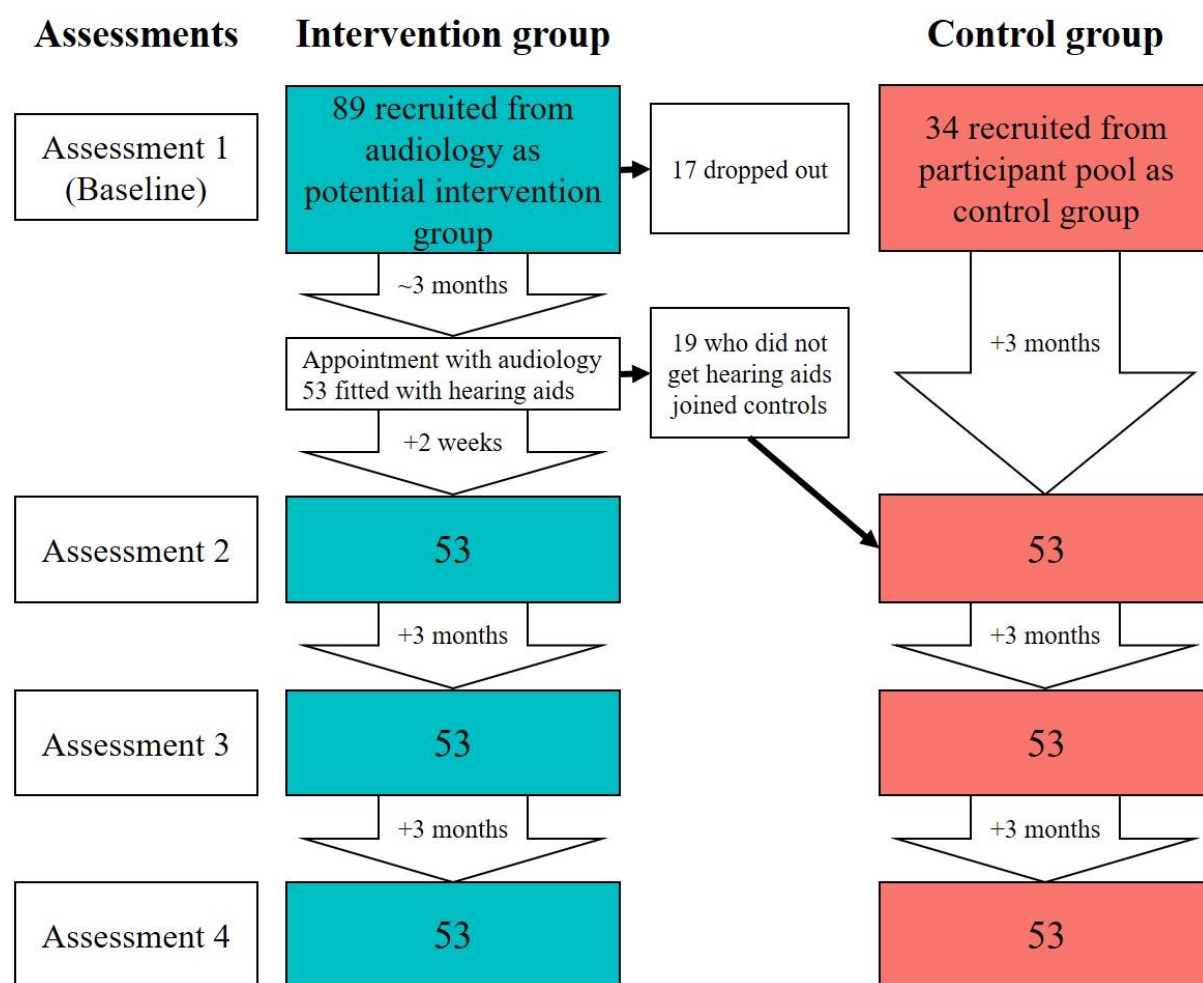 Assessments
Intervention group
Control group
Assessment 1
(Baseline)
89 recruited from
audiology as
potential intervention
group
17 dropped out
34 recruited from
participant pool as
control group
~3 months
Appointment with audiology
53 fitted with hearing aids
19 who did not
get hearing aids
joined controls
+3 months
+2 weeks
Assessment 2
53
53
+3 months
+3 months
Assessment 3
53
53
+3 months
+3 months
Assessment 4
53
53